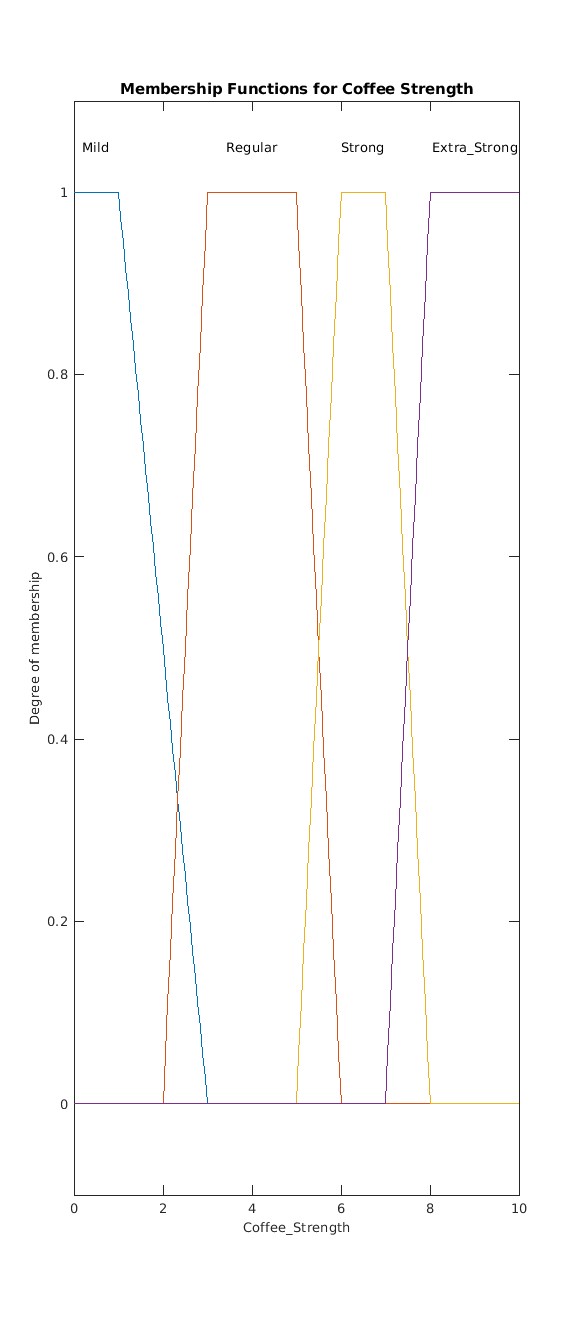 Membership Functions for Coffee Strength
Mild
Regular
Strong
Extra_Strong
1
0.8
0.6
0.4
0.2
0
Degree of membership
0 2 4 6 8 10
Coffee_Strength